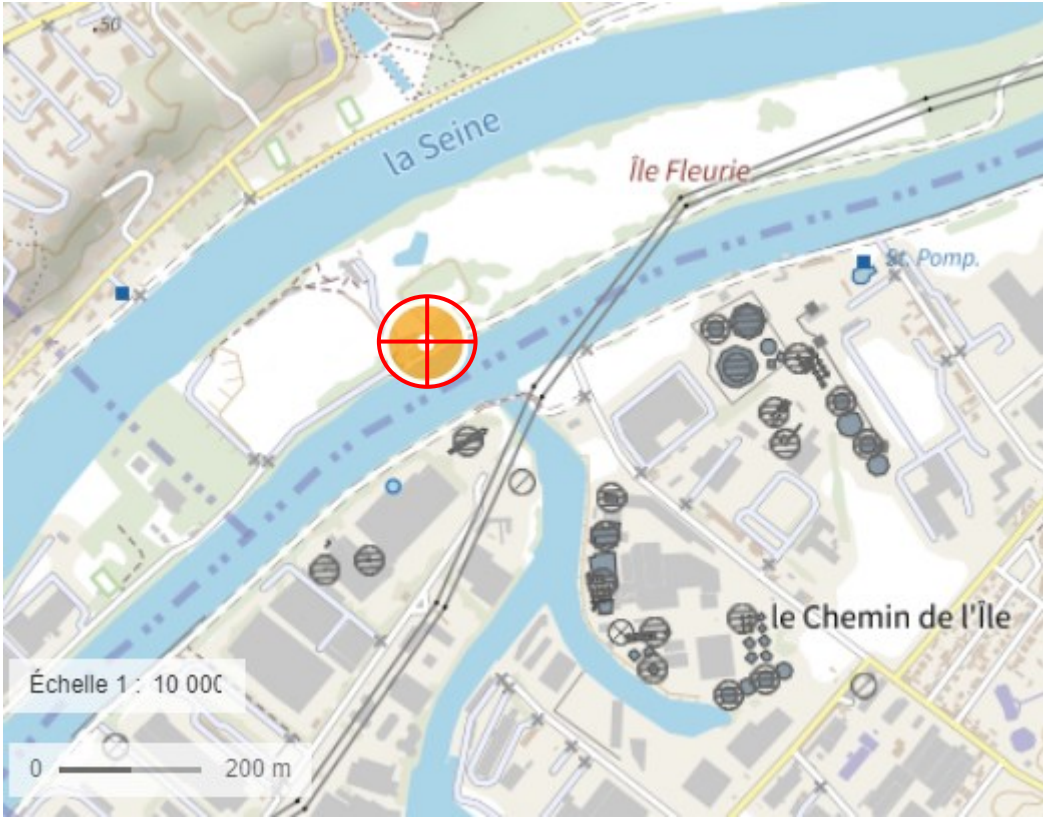 .50
la Seine
Île Fleurie
St. Pomp.
le Chemin de l'Île
Échelle 1 : 10 000
0 200 m